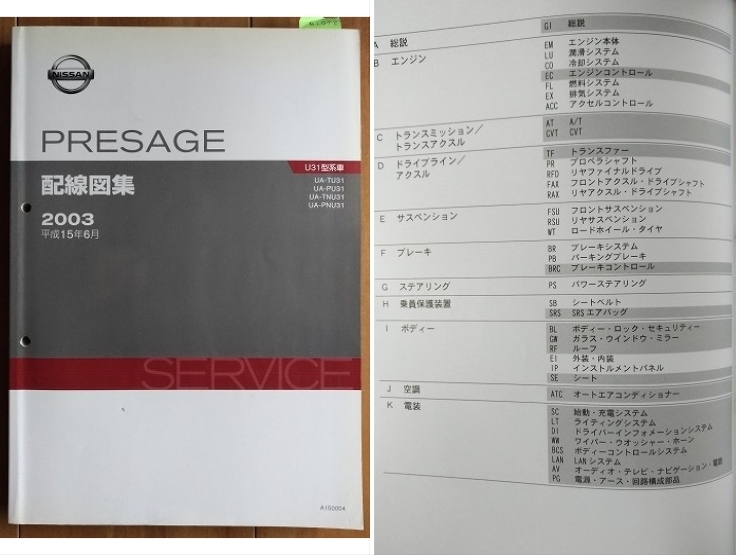 NISSAN
PRESAGE
U31型系車
配線図集
UA-TU31
UA-PU31
UA-TNU31
UA-PNU31
2003
平成15年6月
SERVICE
A150004
A 総説
GI 総説
B エンジン
EM エンジン本体
LU 潤滑システム
CO 冷却システム
EC エンジンコントロール
FL 燃料システム
EX 排気システム
ACC アクセルコントロール
C トランスミッション／
トランスアクスル
AT A/T
CVT CVT
D ドライブライン／
アクスル
TF トランスファー
PR プロペラシャフト
RFD リヤファイナルドライブ
FAX フロントアクスル・ドライブシャフト
RAX リヤアクスル・ドライブシャフト
E サスペンション
FSU フロントサスペンション
RSU リヤサスペンション
WT ロードホイール・タイヤ
F ブレーキ
BR ブレーキシステム
PB パーキングブレーキ
BRC ブレーキコントロール
G ステアリング
PS パワーステアリング
H 乗員保護装置
SB シートベルト
SRS SRSエアバッグ
I ボディー
BL ボディー・ロック・セキュリティー
GW ガラス・ウインドウ・ミラー
RF ルーフ
EI 外装・内装
IP インストルメントパネル
SE シート
J 空調
ATC オートエアコンディショナー
K 電装
SC 始動・充電システム
LT ライティングシステム
DI ドライバーインフォメーションシステム
WW ワイパー・ウオッシャー・ホーン
BCS ボディーコントロールシステム
LAN LANシステム
AV オーディオ・テレビ・ナビゲーション・電話
PG 電源・アース・回路構成部品